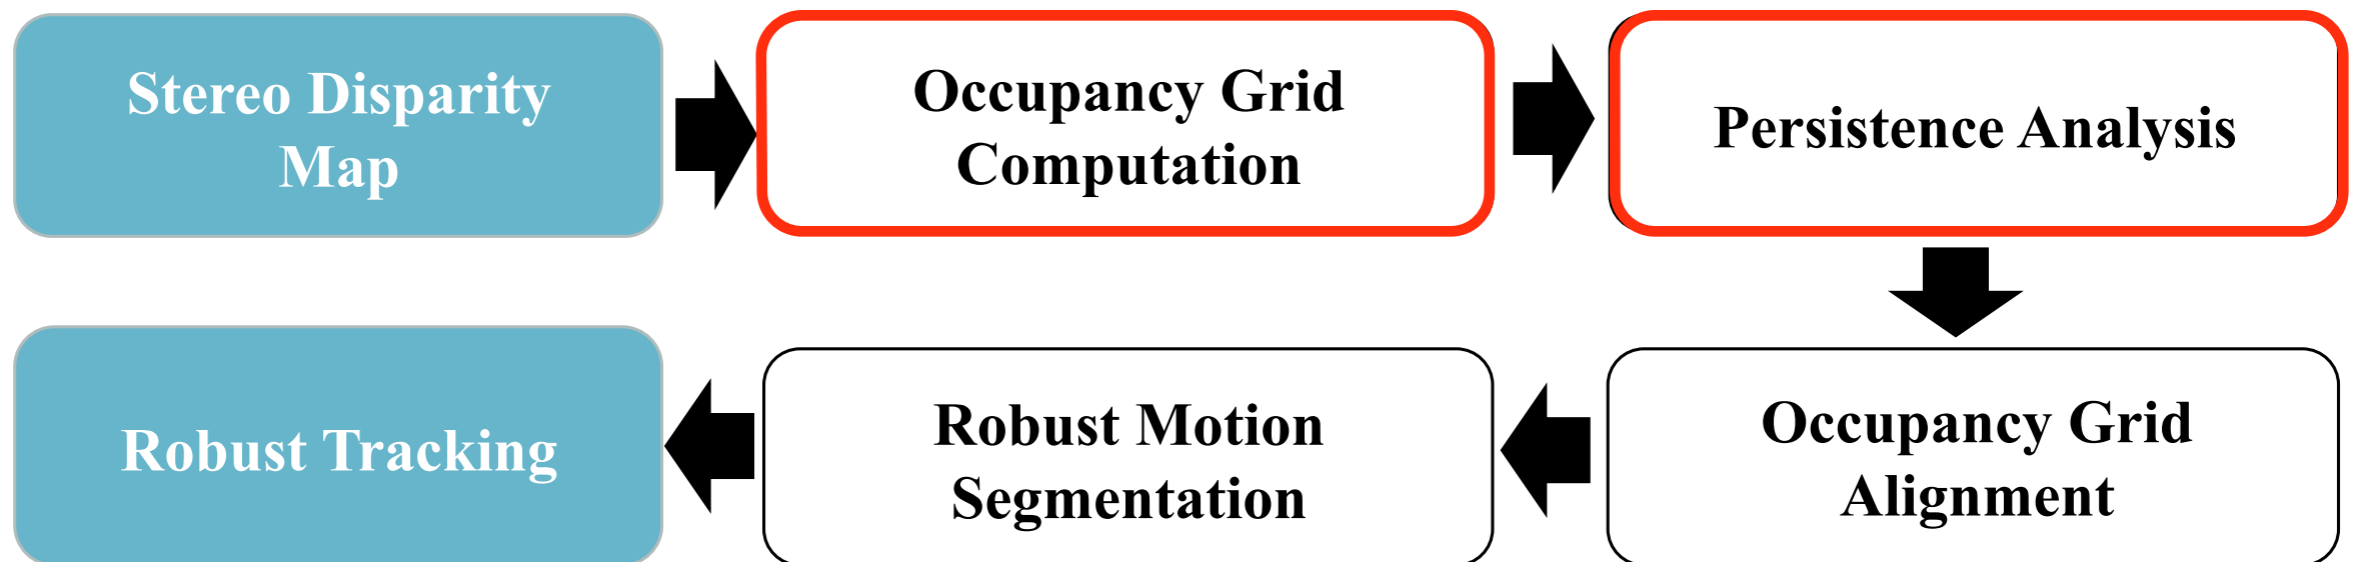 Stereo Disparity
Map
Occupancy Grid
Computation
Persistence Analysis
Robust Tracking
Robust Motion
Segmentation
Occupancy Grid
Alignment